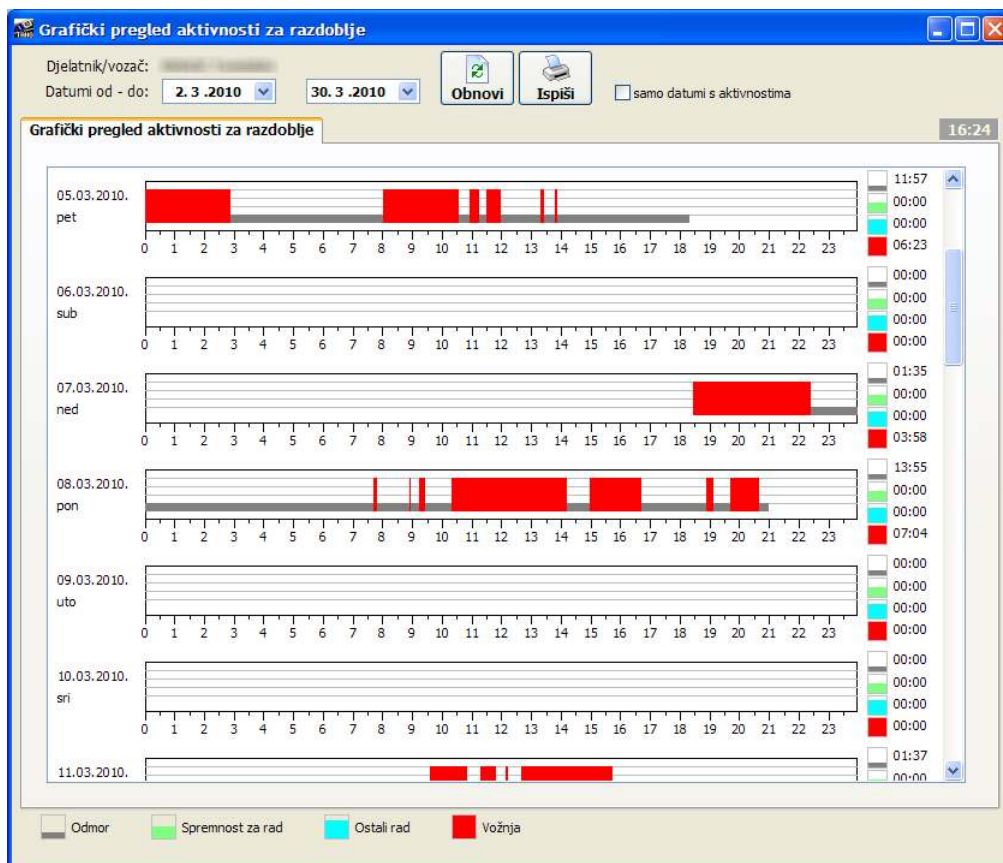 Grafički pregled aktivnosti za razdoblje
Djelatnik/vozač:
Datumi od - do: 2. 3 .2010 30. 3 .2010 Obnovi Ispiši samo datumi s aktivnostima
Grafički pregled aktivnosti za razdoblje 16:24
05.03.2010.
pet
0 1 2 3 4 5 6 7 8 9 10 11 12 13 14 15 16 17 18 19 20 21 22 23
11:57
00:00
00:00
06:23
06.03.2010.
sub
0 1 2 3 4 5 6 7 8 9 10 11 12 13 14 15 16 17 18 19 20 21 22 23
00:00
00:00
00:00
00:00
07.03.2010.
ned
0 1 2 3 4 5 6 7 8 9 10 11 12 13 14 15 16 17 18 19 20 21 22 23
01:35
00:00
00:00
03:58
08.03.2010.
pon
0 1 2 3 4 5 6 7 8 9 10 11 12 13 14 15 16 17 18 19 20 21 22 23
13:55
00:00
00:00
07:04
09.03.2010.
uto
0 1 2 3 4 5 6 7 8 9 10 11 12 13 14 15 16 17 18 19 20 21 22 23
00:00
00:00
00:00
00:00
10.03.2010.
sri
0 1 2 3 4 5 6 7 8 9 10 11 12 13 14 15 16 17 18 19 20 21 22 23
00:00
00:00
00:00
00:00
11.03.2010.
01:37
00:00
Odmor Spremnost za rad Ostali rad Vožnja